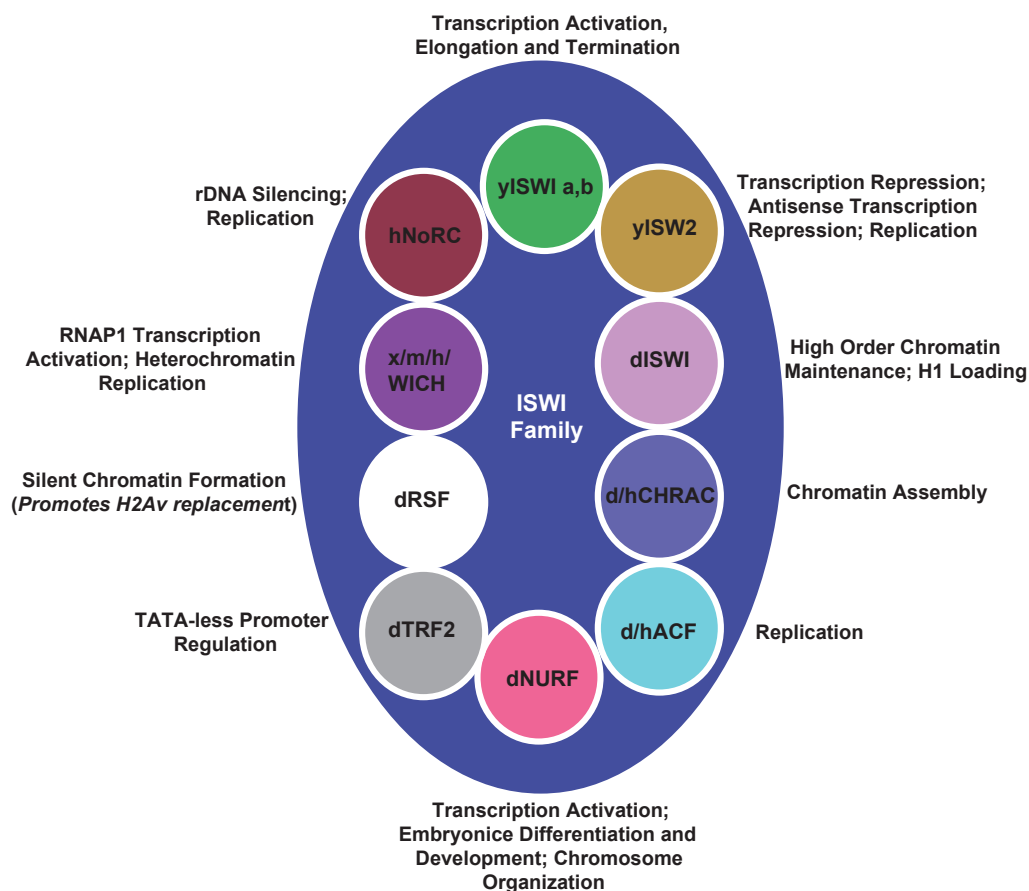 Transcription Activation,
Elongation and Termination
yISWI a,b
rDNA Silencing;
Replication
hNoRC
yISW2
Transcription Repression;
Antisense Transcription
Repression; Replication
RNAP1 Transcription
Activation; Heterochromatin
Replication
x/m/h/
WICH
ISWI
Family
dISWI
High Order Chromatin
Maintenance; H1 Loading
Silent Chromatin Formation
(Promotes H2Av replacement)
dRSF
d/hCHRAC
Chromatin Assembly
TATA-less Promoter
Regulation
dTRF2
dNURF
d/hACF
Replication
Transcription Activation;
Embryonice Differentiation and
Development; Chromosome
Organization